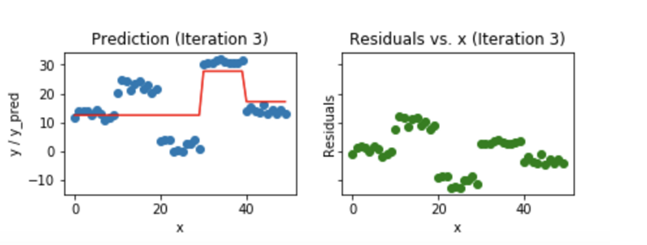 Prediction (Iteration 3)
y / y_pred
30
20
10
0
−10
0
20
40
x
Residuals vs. x (Iteration 3)
Residuals
0
20
40
x